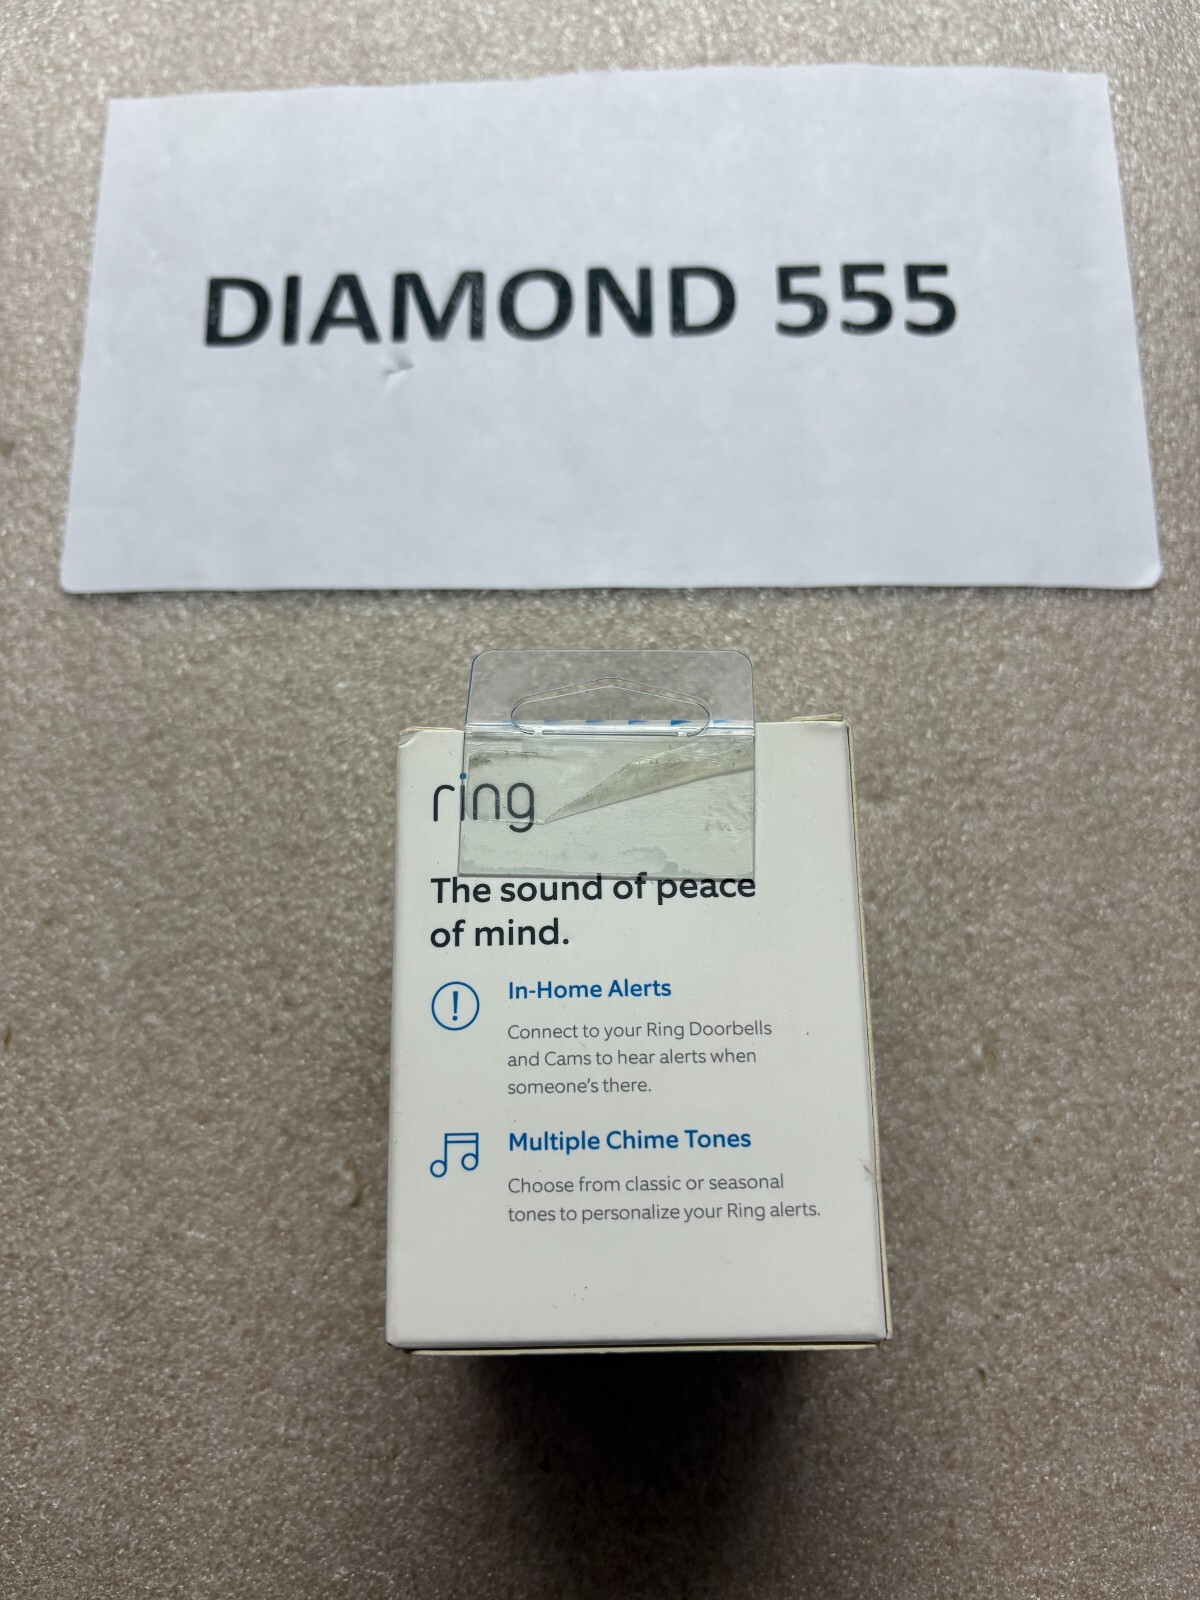 DIAMOND 555
ring
The sound of peace
of mind.
In-Home Alerts
Connect to your Ring Doorbells
and Cams to hear alerts when
someone's there.
Multiple Chime Tones
Choose from classic or seasonal
tones to personalize your Ring alerts.